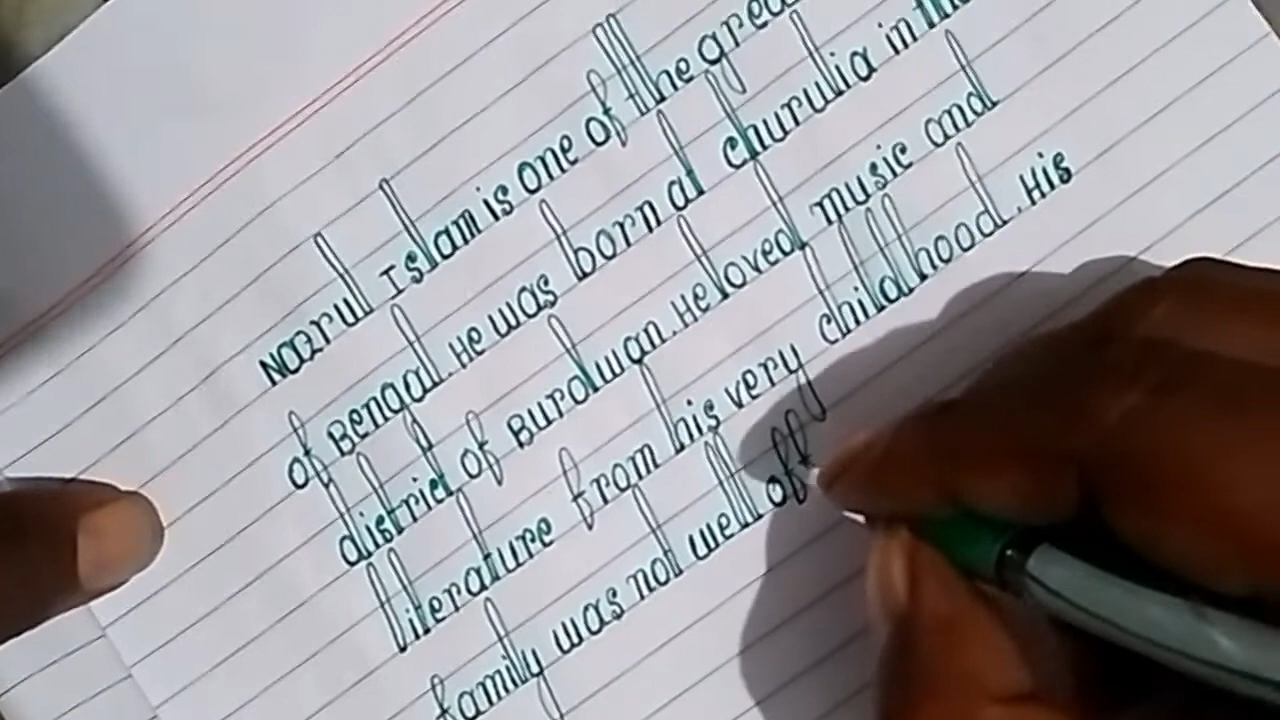 Nazrul Islam is one of the grea
of Bengal. He was born at churulia in the
district of Burdwan. He loved music and
literature from his very childhood. His
family was not well off